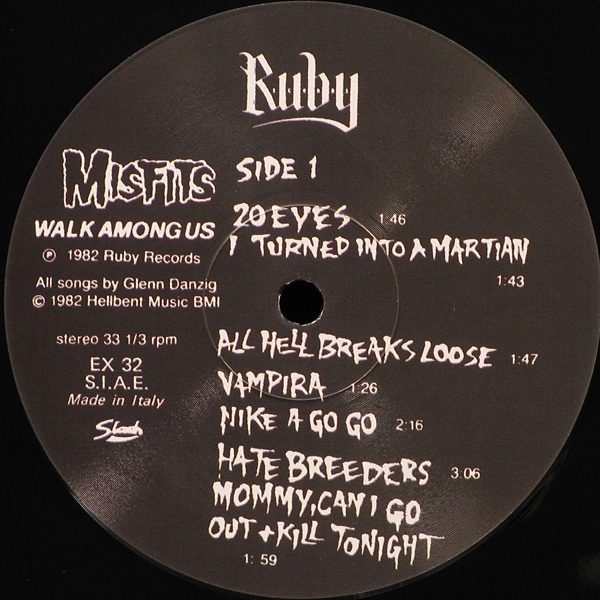 Ruby
MISFITS
SIDE 1
WALK AMONG US
℗ 1982 Ruby Records
All songs by Glenn Danzig
© 1982 Hellbent Music BMI
stereo 33 1/3 rpm
EX 32
S.I.A.E.
Made in Italy
Slash
20 EYES 1:46
I TURNED INTO A MARTIAN
1:43
ALL HELL BREAKS LOOSE 1:47
VAMPIRA 1:26
NIKE A GO GO 2:16
HATE BREEDERS 3:06
MOMMY, CAN I GO
OUT + KILL TONIGHT
1: 59